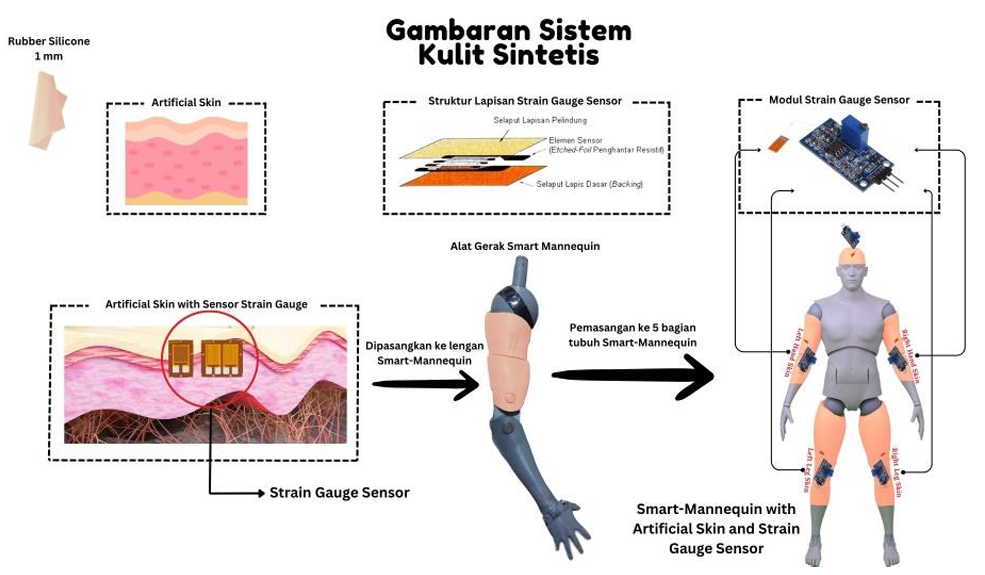 Gambaran Sistem
Kulit Sintetis
Rubber Silicone
1 mm
Artificial Skin
Struktur Lapisan Strain Gauge Sensor
Selaput Lapisan Pelindung
Elemen Sensor
(Etched-Foil Penghantar Resistif)
Selaput Lapis Dasar (Backing)
Modul Strain Gauge Sensor
Alat Gerak Smart Mannequin
Artificial Skin with Sensor Strain Gauge
Dipasangkan ke lengan
Smart-Mannequin
Pemasangan ke 5 bagian
tubuh Smart-Mannequin
Left Hand Skin
Right Hand Skin
Left Leg Skin
Right Leg Skin
Strain Gauge Sensor
Smart-Mannequin with
Artificial Skin and Strain
Gauge Sensor